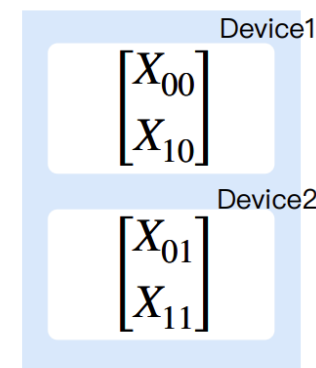 Device1
X₀₀
X₁₀
Device2
X₀₁
X₁₁